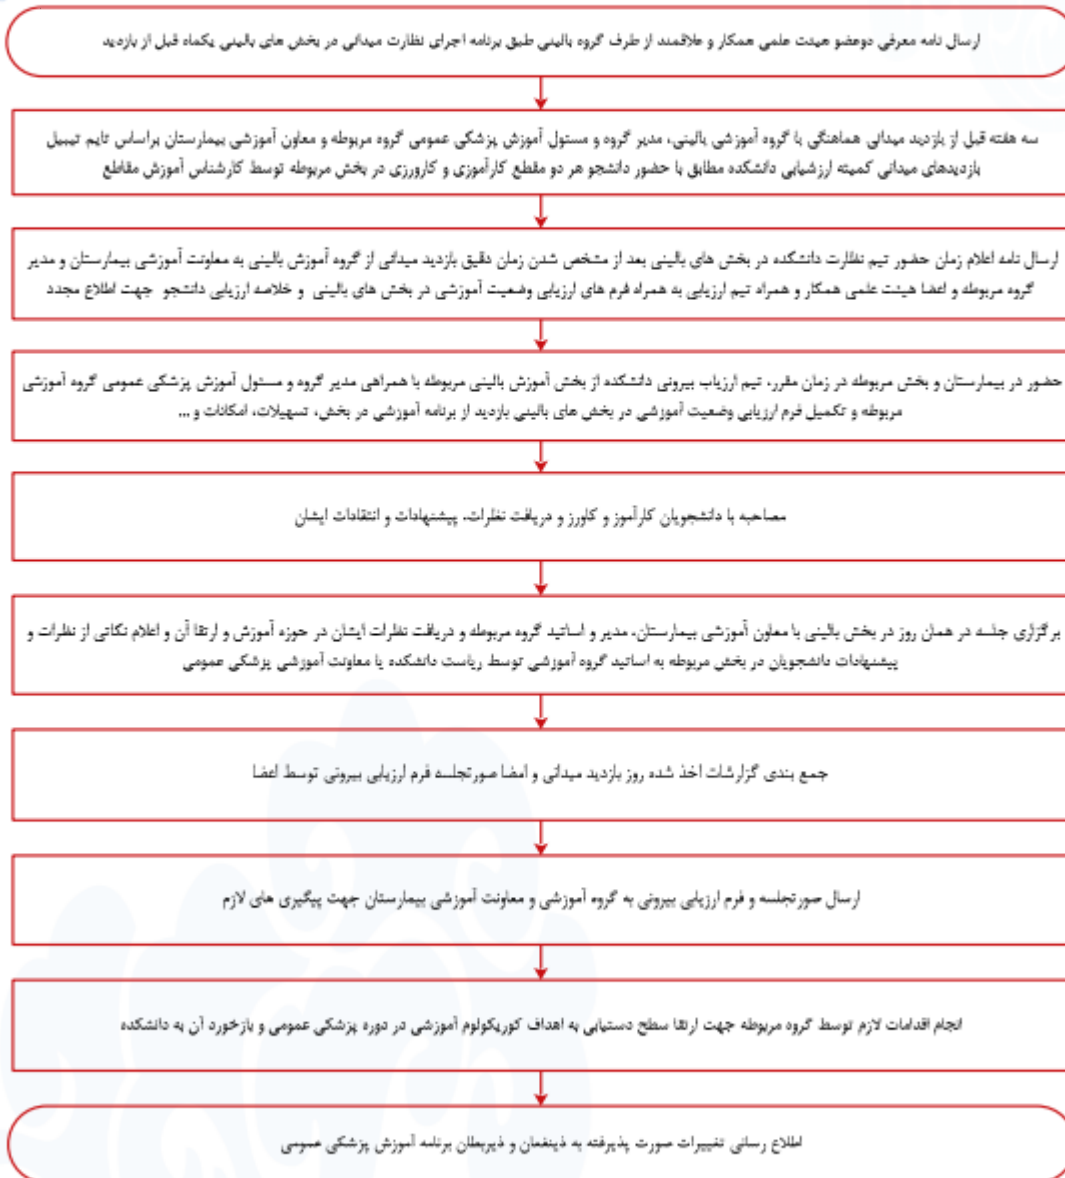 ارسال نامه معرفی دوعضو هیئت علمی همکار و علاقمند از طرف گروه بالینی طبق برنامه اجرای نظارت میدانی در بخش های بالینی یکماه قبل از بازدید
سه هفته قبل از بازدید میدانی هماهنگی با گروه آموزشی بالینی، مدیر گروه و مسئول آموزش پزشکی عمومی گروه مربوطه و معاون آموزشی بیمارستان براساس تایم تیبیل
بازدیدهای میدانی کمیته ارزشیابی دانشکده مطابق با حضور دانشجو هر دو مقطع کارآموزی و کارورزی در بخش مربوطه توسط کارشناس آموزش مقاطع
ارسال نامه اعلام زمان حضور تیم نظارت دانشکده در بخش های بالینی بعد از مشخص شدن زمان دقیق بازدید میدانی از گروه آموزش بالینی به معاونت آموزشی بیمارستان و مدیر
گروه مربوطه و اعضا هیئت علمی همکار و همراه تیم ارزیابی به همراه فرم های ارزیابی وضعیت آموزشی در بخش های بالینی و خلاصه ارزیابی دانشجو جهت اطلاع مجدد
حضور در بیمارستان و بخش مربوطه در زمان مقرر، تیم ارزیاب بیرونی دانشکده از بخش آموزش بالینی مربوطه با همراهی مدیر گروه و مسئول آموزش پزشکی عمومی گروه آموزشی
مربوطه و تکمیل فرم ارزیابی وضعیت آموزشی در بخش های بالینی بازدید از برنامه آموزشی در بخش، تسهیلات، امکانات و ...
مصاحبه با دانشجویان کارآموز و کاورز و دریافت نظرات، پیشنهادات و انتقادات ایشان
برگزاری جلسه در همان روز در بخش بالینی با معاون آموزشی بیمارستان، مدیر و اساتید گروه مربوطه و دریافت نظرات ایشان در حوزه آموزش و ارتقا آن و اعلام نکاتی از نظرات و
پیشنهادات دانشجویان در بخش مربوطه به اساتید گروه آموزشی توسط ریاست دانشکده یا معاونت آموزشی پزشکی عمومی
جمع بندی گزارشات اخذ شده روز بازدید میدانی و امضا صورتجلسه فرم ارزیابی بیرونی توسط اعضا
ارسال صورتجلسه و فرم ارزیابی بیرونی به گروه آموزشی و معاونت آموزشی بیمارستان جهت پیگیری های لازم
انجام اقدامات لازم توسط گروه مربوطه جهت ارتقا سطح دستیابی به اهداف کوریکولوم آموزشی در دوره پزشکی عمومی و بازخورد آن به دانشکده
اطلاع رسانی تغییرات صورت پذیرفته به ذینفعان و ذیربطان برنامه آموزش پزشکی عمومی